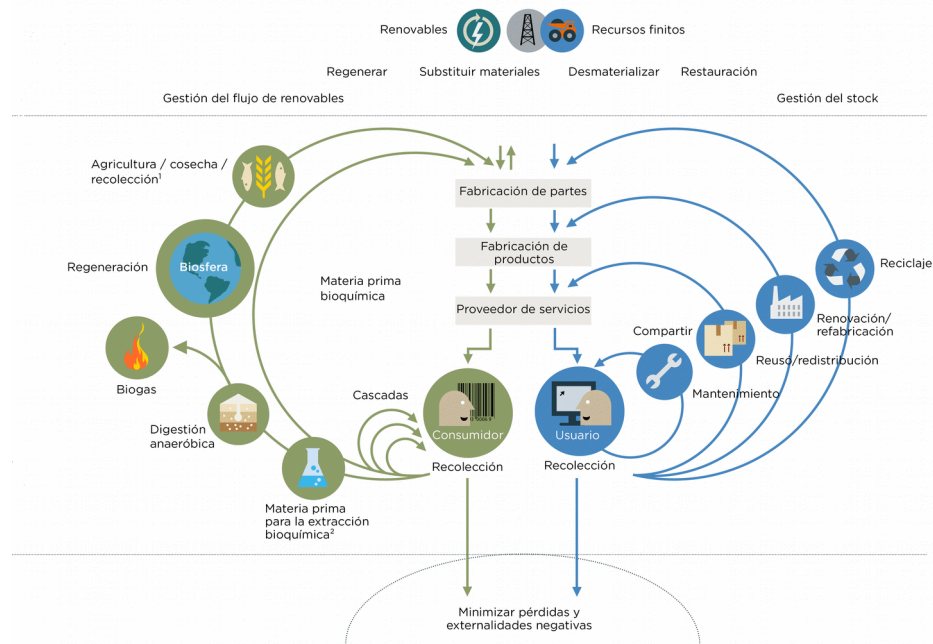 Renovables
Recursos finitos
Regenerar
Substituir materiales
Desmaterializar
Restauración
Gestión del flujo de renovables
Gestión del stock
Agricultura / cosecha /
recolección¹
Regeneración
Biosfera
Biogas
Digestión
anaeróbica
Materia prima
para la extracción
bioquímica²
Materia prima
bioquímica
Cascadas
Fabricación de partes
Fabricación de
productos
Proveedor de servicios
Consumidor
Recolección
Usuario
Recolección
Compartir
Mantenimiento
Reuso/redistribución
Renovación/
refabricación
Reciclaje
Minimizar pérdidas y
externalidades negativas